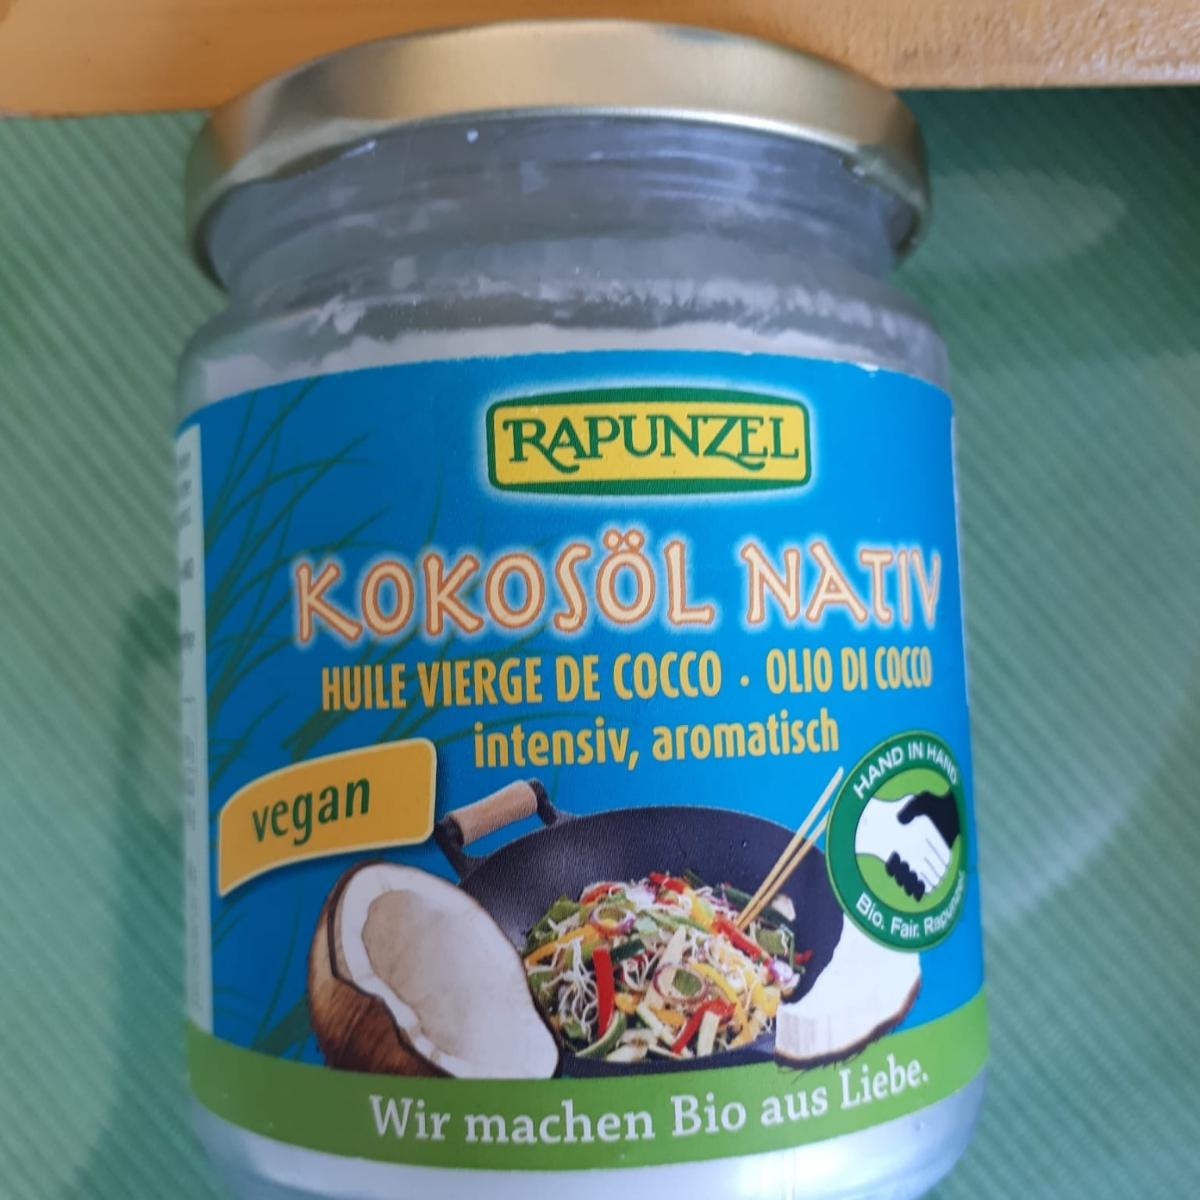 RAPUNZEL
KOKOSÖL NATIV
HUILE VIERGE DE COCCO · OLIO DI COCCO
intensiv, aromatisch
vegan
HAND IN HAND
Bio. Fair. Rapunzel
Wir machen Bio aus Liebe.